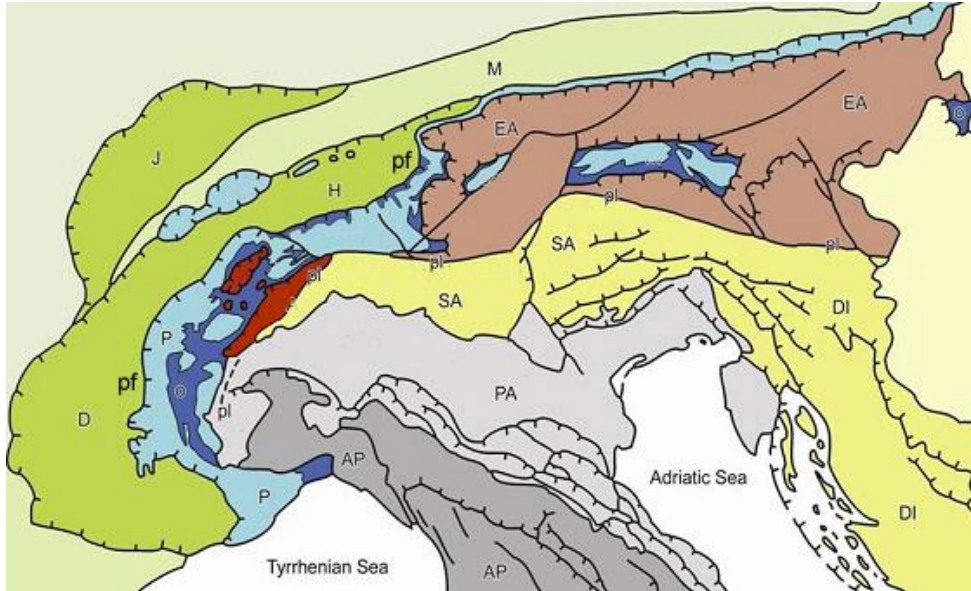 M
EA
EA
O
J
pf
H
pl
pl
SA
pl
pl
SA
DI
P
O
pf
PA
D
pl
AP
Adriatic Sea
P
DI
Tyrrhenian Sea
AP